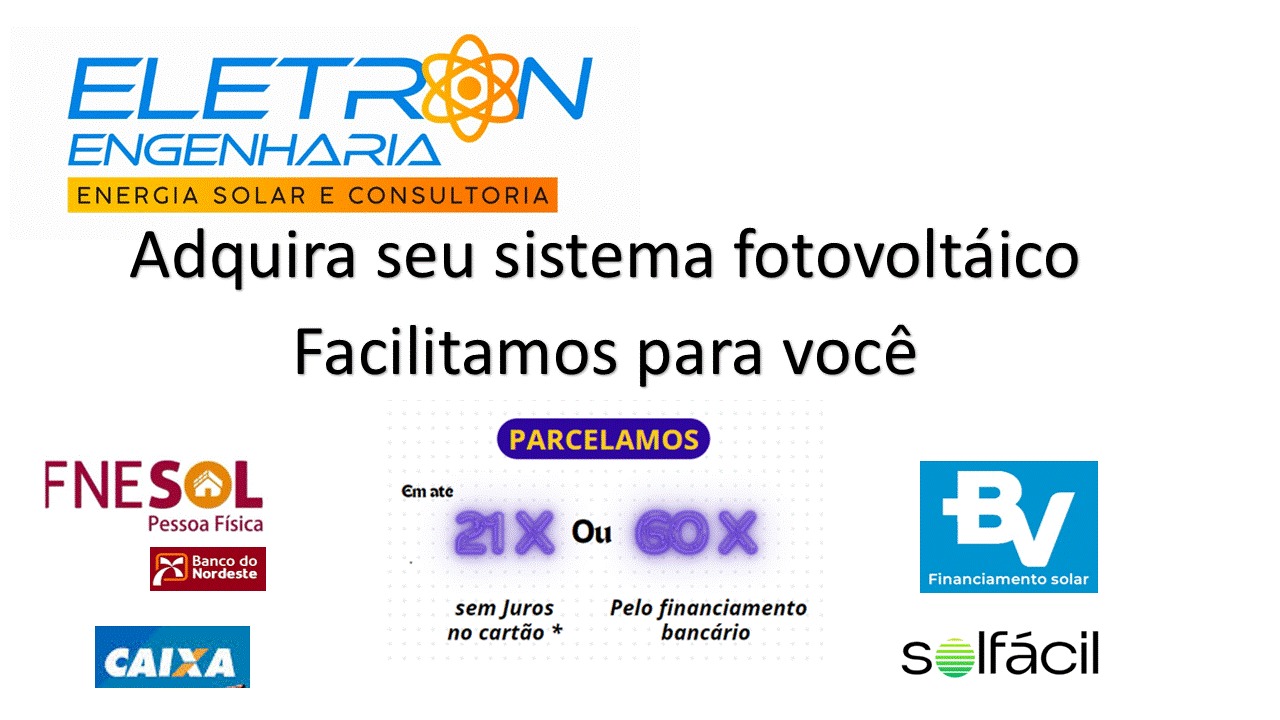 ELETRON
ENGENHARIA
ENERGIA SOLAR E CONSULTORIA
Adquira seu sistema fotovoltáico
Facilitamos para você
PARCELAMOS
Em até
21 X Ou 60 X
sem Juros
no cartão *
Pelo financiamento
bancário
FNESOL
Pessoa Física
Banco do
Nordeste
CAIXA
BV
Financiamento solar
solfácil